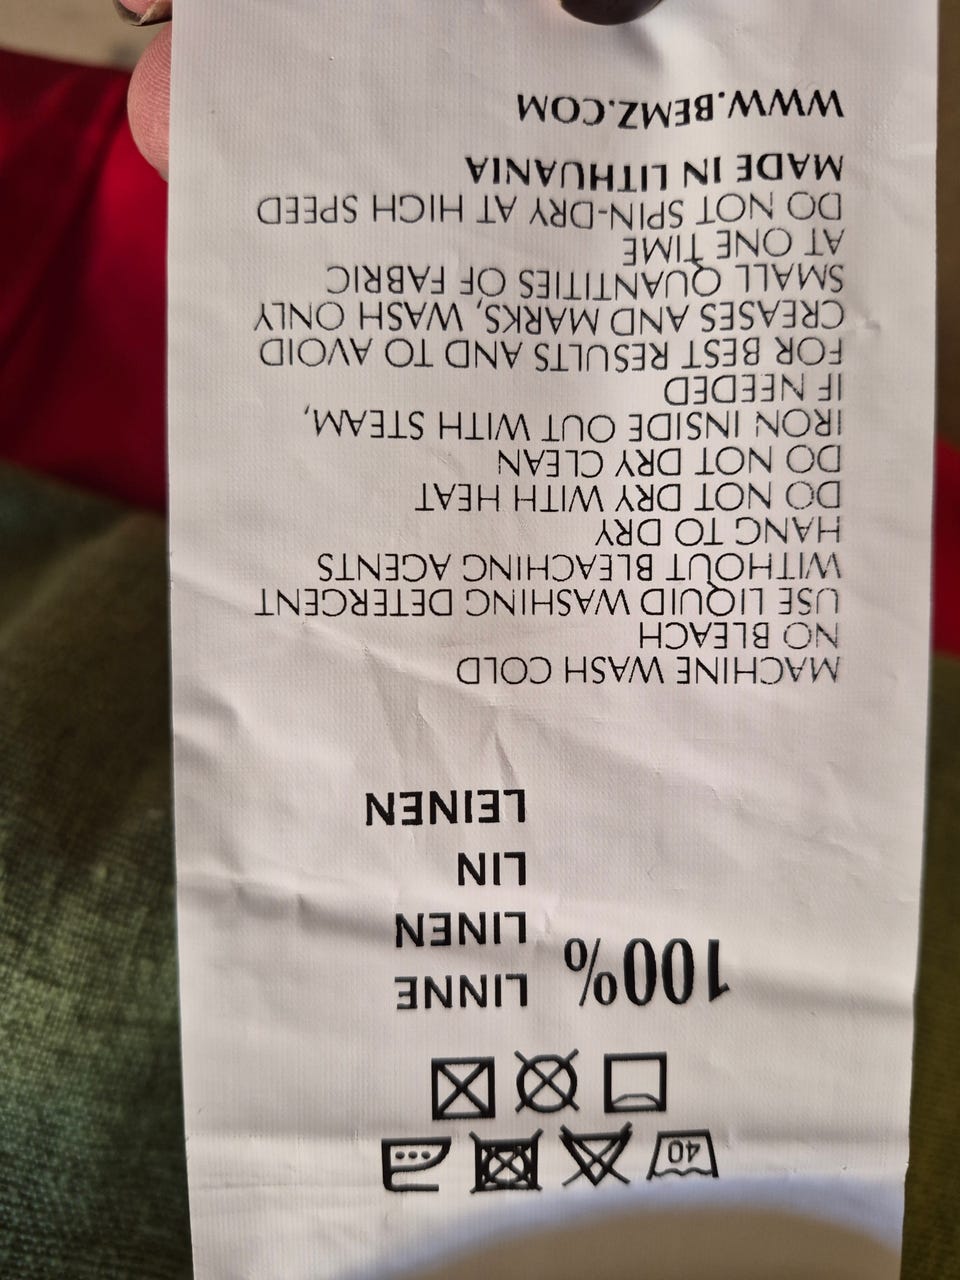 40
100%
LINNE
LINEN
LIN
LEINEN
MACHINE WASH COLD
NO BLEACH
USE LIQUID WASHING DETERGENT
WITHOUT BLEACHING AGENTS
HANG TO DRY
DO NOT DRY WITH HEAT
DO NOT DRY CLEAN
IRON INSIDE OUT WITH STEAM,
IF NEEDED
FOR BEST RESULTS AND TO AVOID
CREASES AND MARKS, WASH ONLY
SMALL QUANTITIES OF FABRIC
AT ONE TIME
DO NOT SPIN-DRY AT HIGH SPEED
MADE IN LITHUANIA
WWW.BEMZ.COM